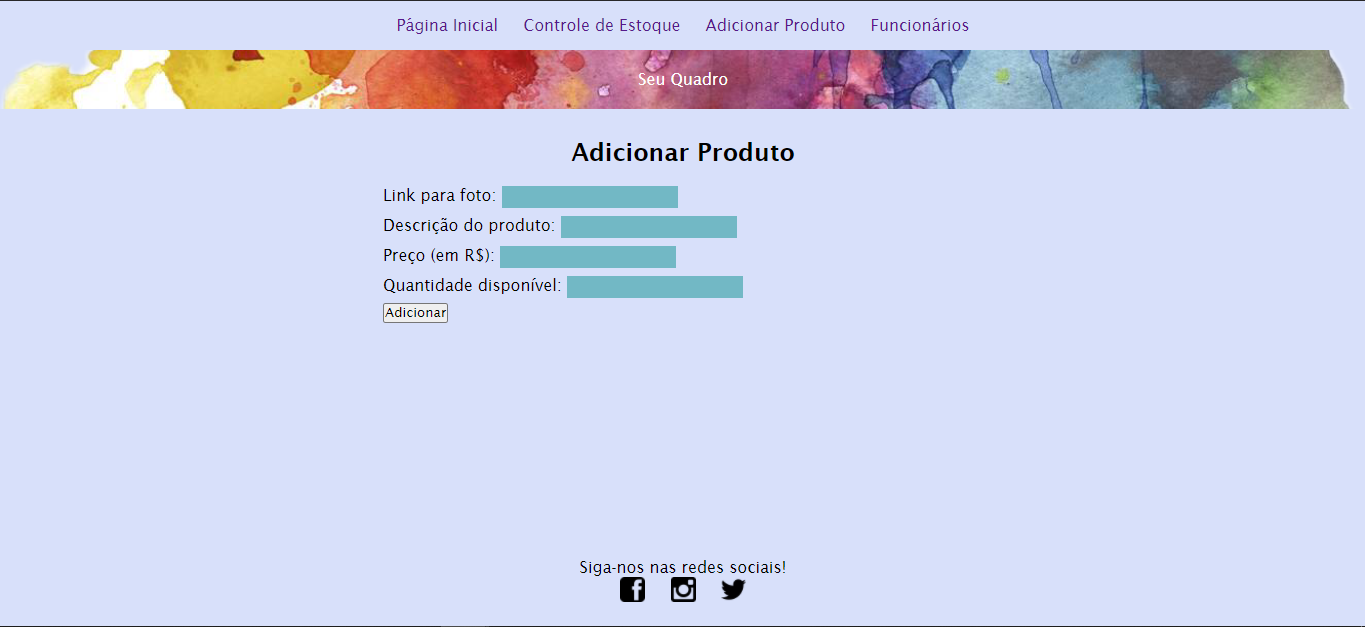 Página Inicial Controle de Estoque Adicionar Produto Funcionários
Seu Quadro
Adicionar Produto
Link para foto:
Descrição do produto:
Preço (em R$):
Quantidade disponível:
Adicionar
Siga-nos nas redes sociais!